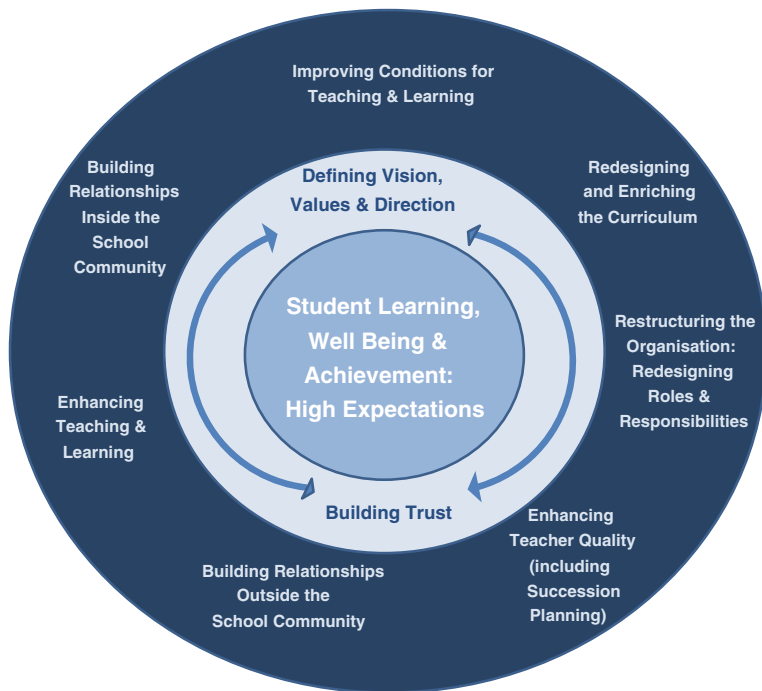 Improving Conditions for
Teaching & Learning
Redesigning
and Enriching
the Curriculum
Restructuring the
Organisation:
Redesigning
Roles &
Responsibilities
Enhancing
Teacher Quality
(including
Succession
Planning)
Building Relationships
Outside the
School Community
Enhancing
Teaching &
Learning
Building
Relationships
Inside the
School
Community
Defining Vision,
Values & Direction
Building Trust
Student Learning,
Well Being &
Achievement:
High Expectations